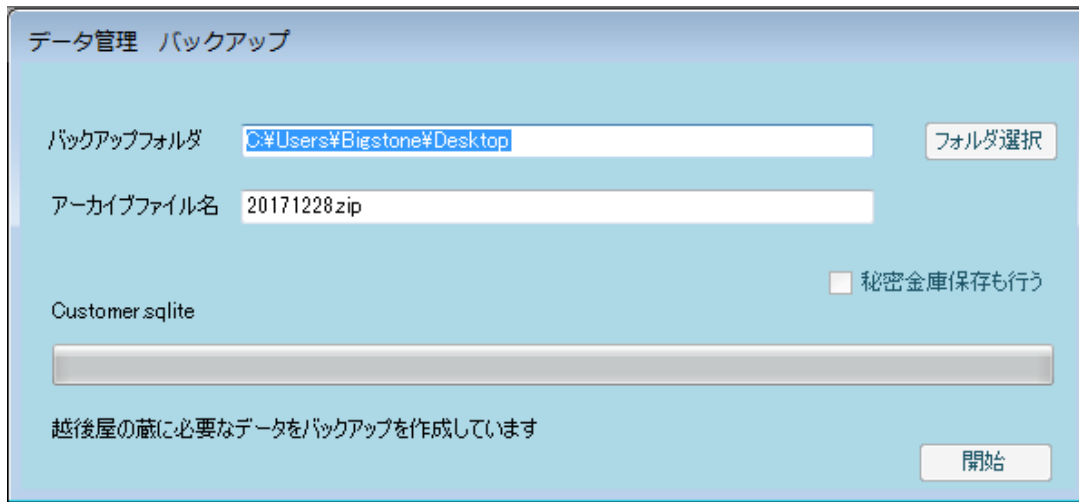 データ管理　バックアップ
バックアップフォルダ C:¥Users¥Bigstone¥Desktop フォルダ選択
アーカイブファイル名 20171228.zip
秘密金庫保存も行う
Customer.sqlite
越後屋の蔵に必要なデータをバックアップを作成しています
開始